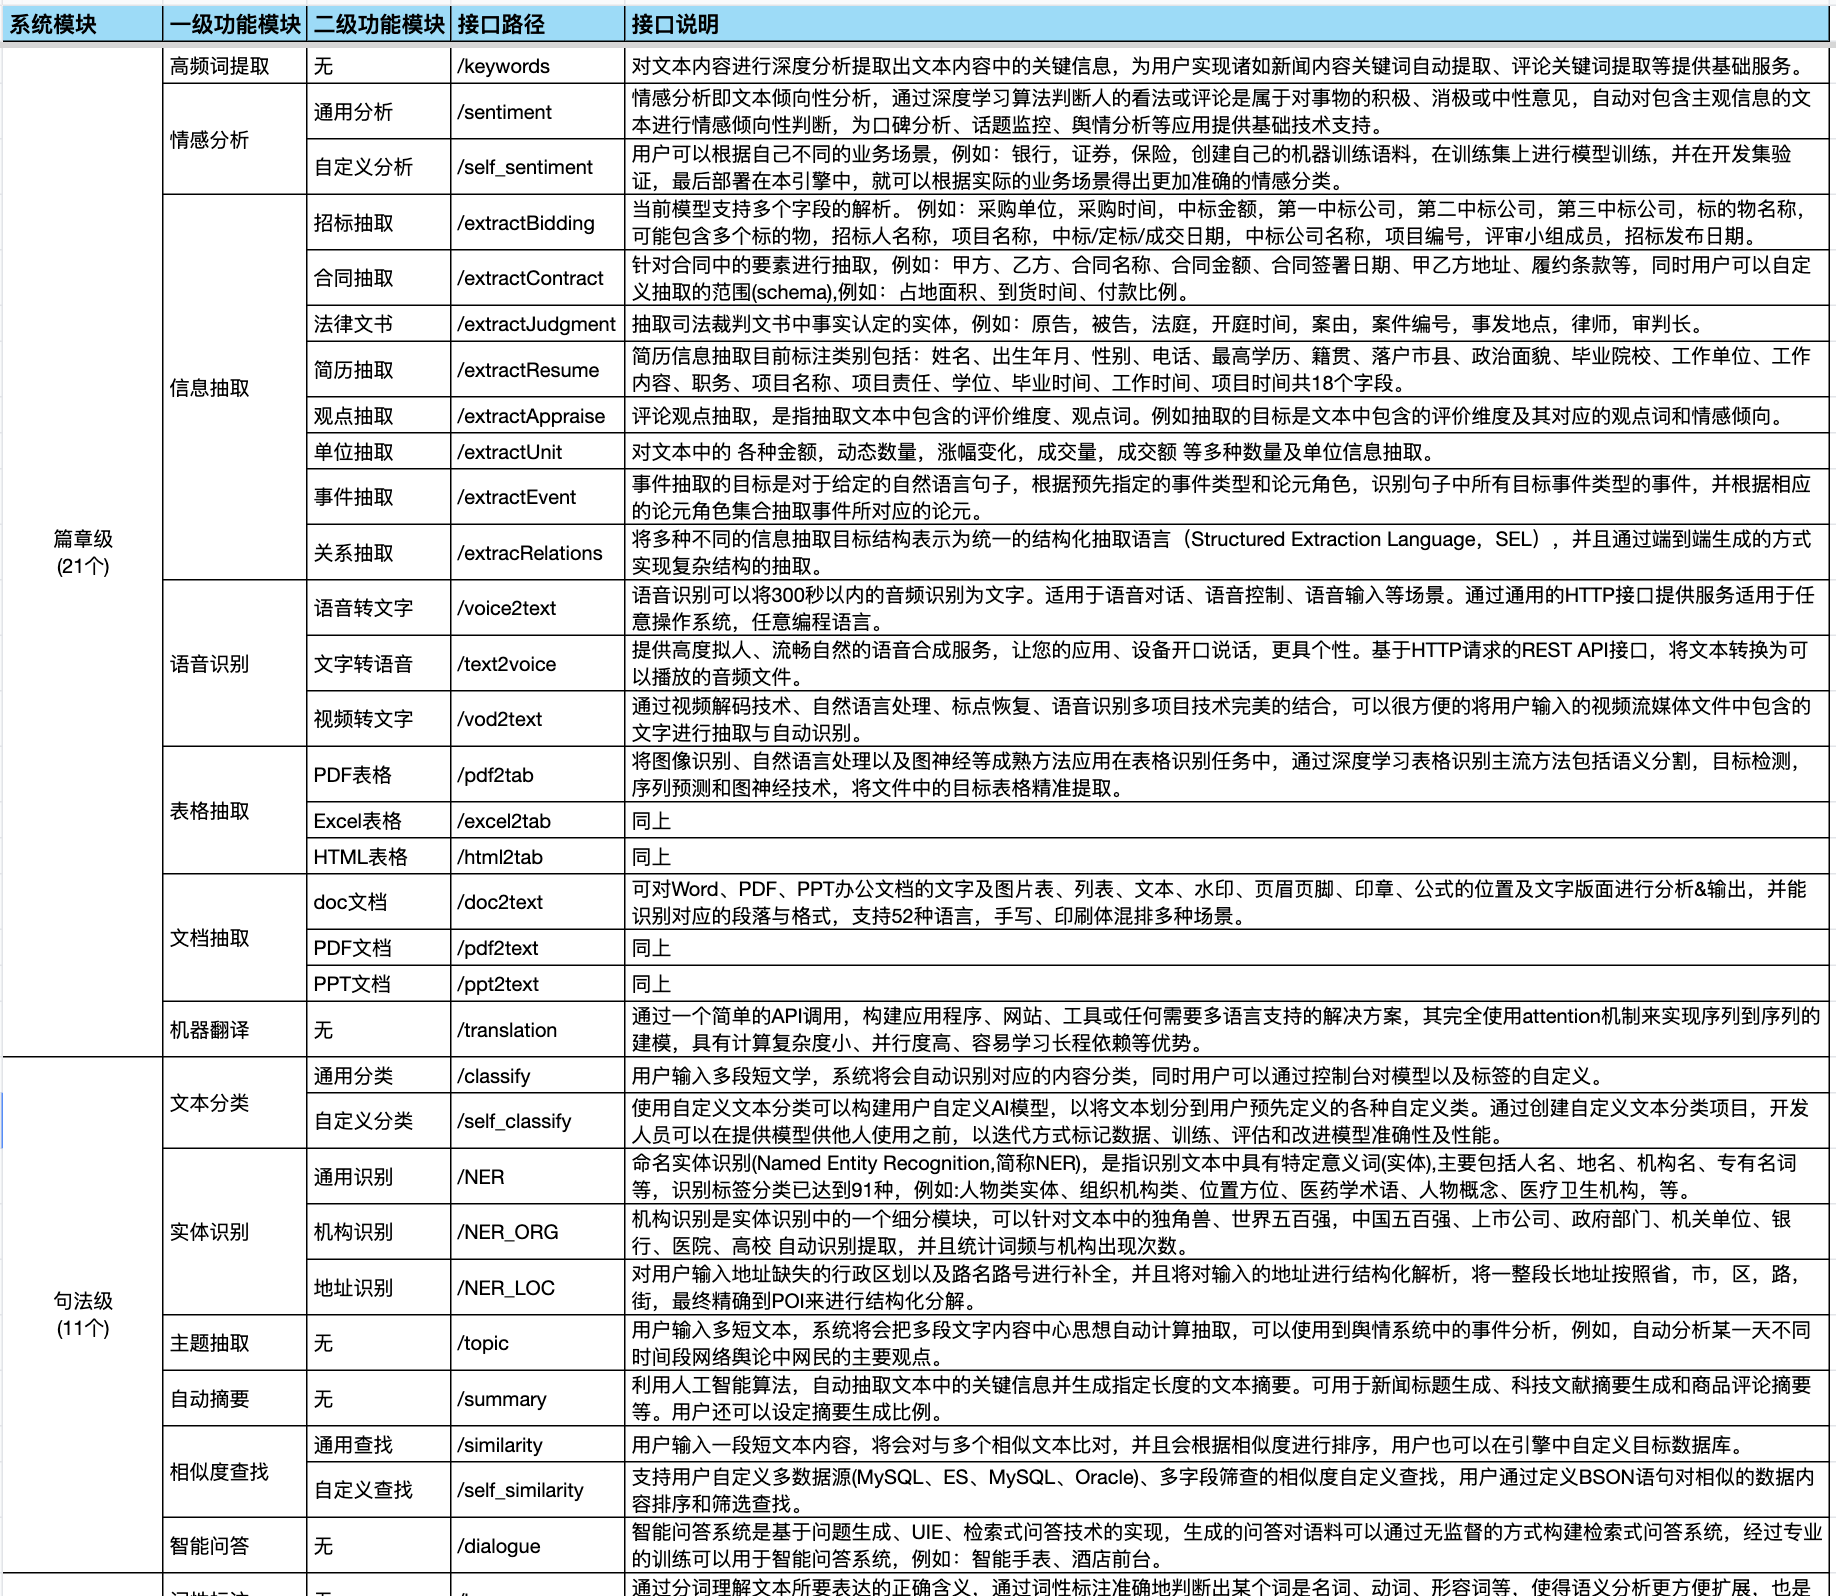 系统模块 一级功能模块 二级功能模块 接口路径 接口说明
篇章级
(21个)
高频词提取 无 /keywords 对文本内容进行深度分析提取出文本内容中的关键信息，为用户实现诸如新闻内容关键词自动提取、评论关键词提取等提供基础服务。
情感分析
通用分析 /sentiment 情感分析即文本倾向性分析，通过深度学习算法判断人的看法或评论是属于对事物的积极、消极或中性意见，自动对包含主观信息的文
本进行情感倾向性判断，为口碑分析、话题监控、舆情分析等应用提供基础技术支持。
自定义分析 /self_sentiment 用户可以根据自己不同的业务场景，例如：银行，证券，保险，创建自己的机器训练语料，在训练集上进行模型训练，并在开发集验
证，最后部署在本引擎中，就可以根据实际的业务场景得出更加准确的情感分类。
信息抽取
招标抽取 /extractBidding 当前模型支持多个字段的解析。 例如：采购单位，采购时间，中标金额，第一中标公司，第二中标公司，第三中标公司，标的物名称，
可能包含多个标的物，招标人名称，项目名称，中标/定标/成交日期，中标公司名称，项目编号，评审小组成员，招标发布日期。
合同抽取 /extractContract 针对合同中的要素进行抽取，例如：甲方、乙方、合同名称、合同金额、合同签署日期、甲乙方地址、履约条款等，同时用户可以自定
义抽取的范围(schema),例如：占地面积、到货时间、付款比例。
法律文书 /extractJudgment 抽取司法裁判文书中事实认定的实体，例如：原告，被告，法庭，开庭时间，案由，案件编号，事发地点，律师，审判长。
简历抽取 /extractResume 简历信息抽取目前标注类别包括：姓名、出生年月、性别、电话、最高学历、籍贯、落户市县、政治面貌、毕业院校、工作单位、工作
内容、职务、项目名称、项目责任、学位、毕业时间、工作时间、项目时间共18个字段。
观点抽取 /extractAppraise 评论观点抽取，是指抽取文本中包含的评价维度、观点词。例如抽取的目标是文本中包含的评价维度及其对应的观点词和情感倾向。
单位抽取 /extractUnit 对文本中的 各种金额，动态数量，涨幅变化，成交量，成交额 等多种数量及单位信息抽取。
事件抽取 /extractEvent 事件抽取的目标是对于给定的自然语言句子，根据预先指定的事件类型和论元角色，识别句子中所有目标事件类型的事件，并根据相应
的论元角色集合抽取事件所对应的论元。
关系抽取 /extracRelations 将多种不同的信息抽取目标结构表示为统一的结构化抽取语言（Structured Extraction Language，SEL），并且通过端到端生成的方式
实现复杂结构的抽取。
语音识别
语音转文字 /voice2text 语音识别可以将300秒以内的音频识别为文字。适用于语音对话、语音控制、语音输入等场景。通过通用的HTTP接口提供服务适用于任
意操作系统，任意编程语言。
文字转语音 /text2voice 提供高度拟人、流畅自然的语音合成服务，让您的应用、设备开口说话，更具个性。基于HTTP请求的REST API接口，将文本转换为可
以播放的音频文件。
视频转文字 /vod2text 通过视频解码技术、自然语言处理、标点恢复、语音识别多项目技术完美的结合，可以很方便的将用户输入的视频流媒体文件中包含的
文字进行抽取与自动识别。
表格抽取
PDF表格 /pdf2tab 将图像识别、自然语言处理以及图神经等成熟方法应用在表格识别任务中，通过深度学习表格识别主流方法包括语义分割，目标检测，
序列预测和图神经技术，将文件中的目标表格精准提取。
Excel表格 /excel2tab 同上
HTML表格 /html2tab 同上
文档抽取
doc文档 /doc2text 可对Word、PDF、PPT办公文档的文字及图片表、列表、文本、水印、页眉页脚、印章、公式的位置及文字版面进行分析&输出，并能
识别对应的段落与格式，支持52种语言，手写、印刷体混排多种场景。
PDF文档 /pdf2text 同上
PPT文档 /ppt2text 同上
机器翻译 无 /translation 通过一个简单的API调用，构建应用程序、网站、工具或任何需要多语言支持的解决方案，其完全使用attention机制来实现序列到序列的
建模，具有计算复杂度小、并行度高、容易学习长程依赖等优势。
句法级
(11个)
文本分类
通用分类 /classify 用户输入多段短文学，系统将会自动识别对应的内容分类，同时用户可以通过控制台对模型以及标签的自定义。
自定义分类 /self_classify 使用自定义文本分类可以构建用户自定义AI模型，以将文本划分到用户预先定义的各种自定义类。通过创建自定义文本分类项目，开发
人员可以在提供模型供他人使用之前，以迭代方式标记数据、训练、评估和改进模型准确性及性能。
实体识别
通用识别 /NER 命名实体识别(Named Entity Recognition,简称NER)，是指识别文本中具有特定意义词(实体),主要包括人名、地名、机构名、专有名词
等，识别标签分类已达到91种，例如:人物类实体、组织机构类、位置方位、医药学术语、人物概念、医疗卫生机构，等。
机构识别 /NER_ORG 机构识别是实体识别中的一个细分模块，可以针对文本中的独角兽、世界五百强，中国五百强、上市公司、政府部门、机关单位、银
行、医院、高校 自动识别提取，并且统计词频与机构出现次数。
地址识别 /NER_LOC 对用户输入地址缺失的行政区划以及路名路号进行补全，并且将对输入的地址进行结构化解析，将一整段长地址按照省，市，区，路，
街，最终精确到POI来进行结构化分解。
主题抽取 无 /topic 用户输入多短文本，系统将会把多段文字内容中心思想自动计算抽取，可以使用到舆情系统中的事件分析，例如，自动分析某一天不同
时间段网络舆论中网民的主要观点。
自动摘要 无 /summary 利用人工智能算法，自动抽取文本中的关键信息并生成指定长度的文本摘要。可用于新闻标题生成、科技文献摘要生成和商品评论摘要
等。用户还可以设定摘要生成比例。
相似度查找
通用查找 /similarity 用户输入一段短文本内容，将会对与多个相似文本比对，并且会根据相似度进行排序，用户也可以在引擎中自定义目标数据库。
自定义查找 /self_similarity 支持用户自定义多数据源(MySQL、ES、MySQL、Oracle)、多字段筛查的相似度自定义查找，用户通过定义BSON语句对相似的数据内
容排序和筛选查找。
智能问答 无 /dialogue 智能问答系统是基于问题生成、UIE、检索式问答技术的实现，生成的问答对语料可以通过无监督的方式构建检索式问答系统，经过专业
的训练可以用于智能问答系统，例如：智能手表、酒店前台。
通过分词理解文本所要表达的正确含义，通过词性标注准确地判断出某个词是名词、动词、形容词等，使得语义分析更方便扩展，也是